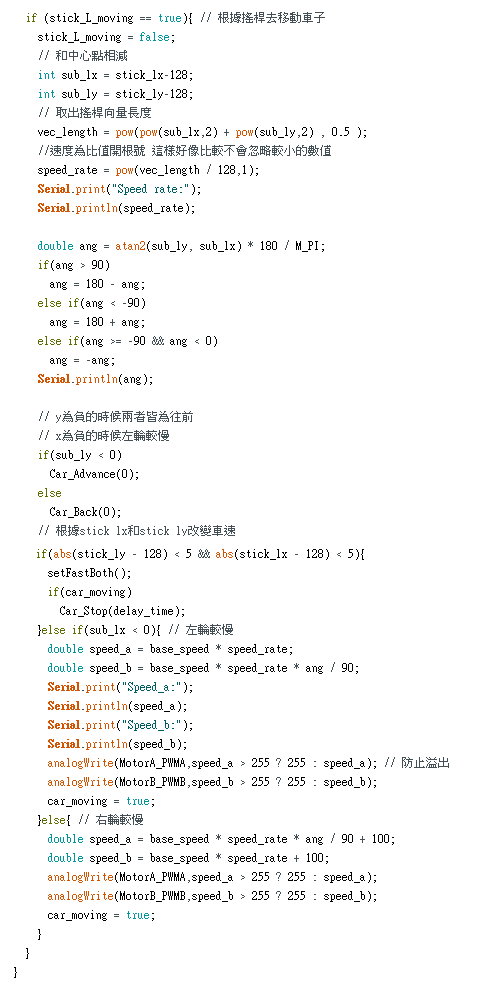 if (stick_L_moving == true){ // 根據搖桿去移動車子
stick_L_moving = false;
// 和中心點相減
int sub_lx = stick_lx-128;
int sub_ly = stick_ly-128;
// 取出搖桿向量長度
vec_length = pow(pow(sub_lx,2) + pow(sub_ly,2) , 0.5 );
//速度為比值開根號 這樣好像比較不會忽略較小的數值
speed_rate = pow(vec_length / 128,1);
Serial.print("Speed rate:");
Serial.println(speed_rate);

double ang = atan2(sub_ly, sub_lx) * 180 / M_PI;
if(ang > 90)
ang = 180 - ang;
else if(ang < -90)
ang = 180 + ang;
else if(ang >= -90 && ang < 0)
ang = -ang;
Serial.println(ang);

// y為負的時候兩者皆為往前
// x為負的時候左輪較慢
if(sub_ly < 0)
Car_Advance(0);
else
Car_Back(0);
// 根據stick lx和stick ly改變車速
if(abs(stick_ly - 128) < 5 && abs(stick_lx - 128) < 5){
setFastBoth();
if(car_moving)
Car_Stop(delay_time);
}else if(sub_lx < 0){ // 左輪較慢
double speed_a = base_speed * speed_rate;
double speed_b = base_speed * speed_rate * ang / 90;
Serial.print("Speed_a:");
Serial.println(speed_a);
Serial.print("Speed_b:");
Serial.println(speed_b);
analogWrite(MotorA_PWMA,speed_a > 255 ? 255 : speed_a); // 防止溢出
analogWrite(MotorB_PWMB,speed_b > 255 ? 255 : speed_b);
car_moving = true;
}else{ // 右輪較慢
double speed_a = base_speed * speed_rate * ang / 90 + 100;
double speed_b = base_speed * speed_rate + 100;
analogWrite(MotorA_PWMA,speed_a > 255 ? 255 : speed_a);
analogWrite(MotorB_PWMB,speed_b > 255 ? 255 : speed_b);
car_moving = true;
}
}
}